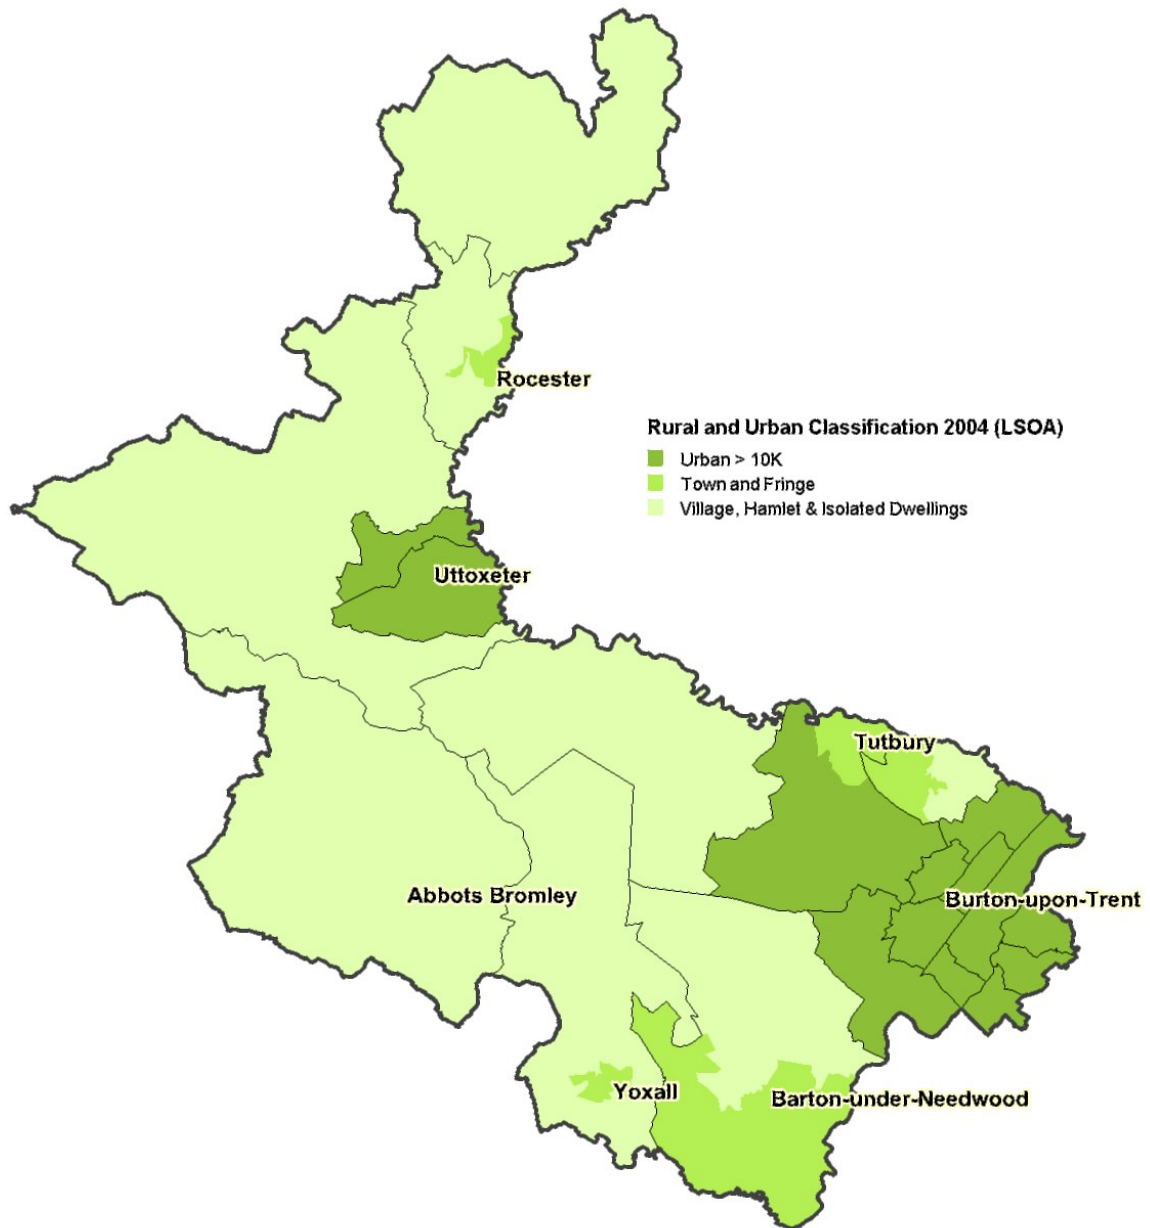 Rocester
Rural and Urban Classification 2004 (LSOA)
Urban > 10K
Town and Fringe
Village, Hamlet & Isolated Dwellings
Uttoxeter
Tutbury
Abbots Bromley
Burton-upon-Trent
Yoxall
Barton-under-Needwood